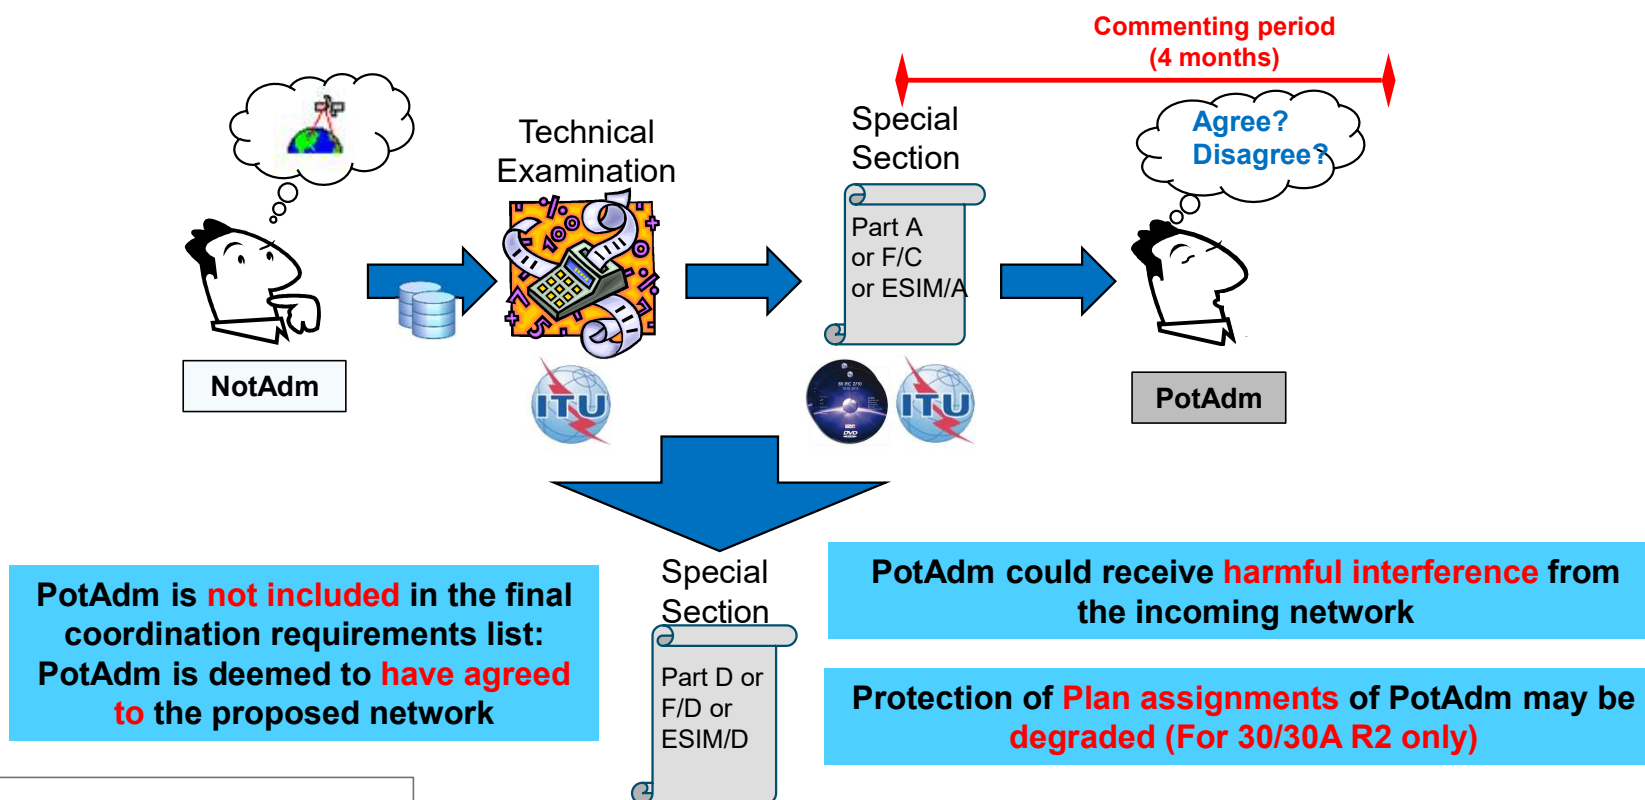 Commenting period
(4 months)
Technical
Examination
Special
Section
Agree?
Disagree?
Part A
or F/C
or ESIM/A
NotAdm
ITU
DVD
ITU
PotAdm
Special
Section
Part D or
F/D or
ESIM/D
PotAdm is not included in the final
coordination requirements list:
PotAdm is deemed to have agreed
to the proposed network
PotAdm could receive harmful interference from
the incoming network
Protection of Plan assignments of PotAdm may be
degraded (For 30/30A R2 only)